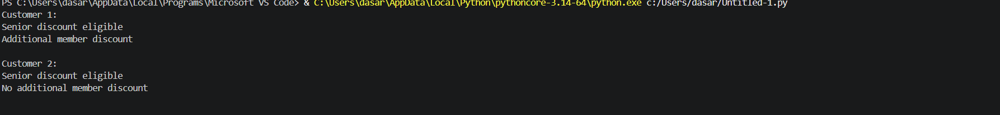 PS C:\Users\dasar\AppData\Local\Programs\Microsoft VS Code> & C:\Users\dasar\AppData\Local\Python\pythoncore-3.14-64\python.exe c:/Users/dasar/Untitled-1.py
Customer 1:
Senior discount eligible
Additional member discount
Customer 2:
Senior discount eligible
No additional member discount